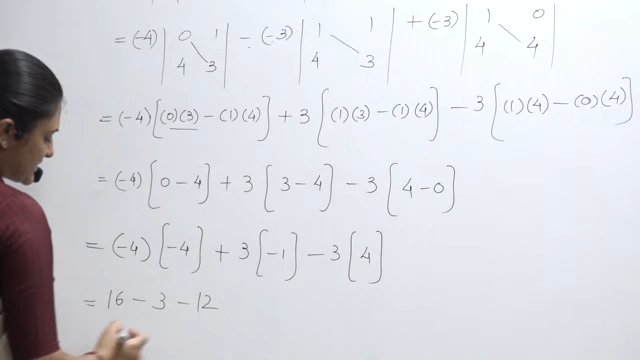 = (-4) | 0 1 | - (-3) | 1 1 | + (-3) | 1 0 |
| 4 3 | | 4 3 | | 4 4 |
= (-4) [(0)(3) - (1)(4)] + 3 [(1)(3) - (1)(4)] - 3 [(1)(4) - (0)(4)]
= (-4) [0 - 4] + 3 [3 - 4] - 3 [4 - 0]
= (-4) [-4] + 3 [-1] - 3 [4]
= 16 - 3 - 12